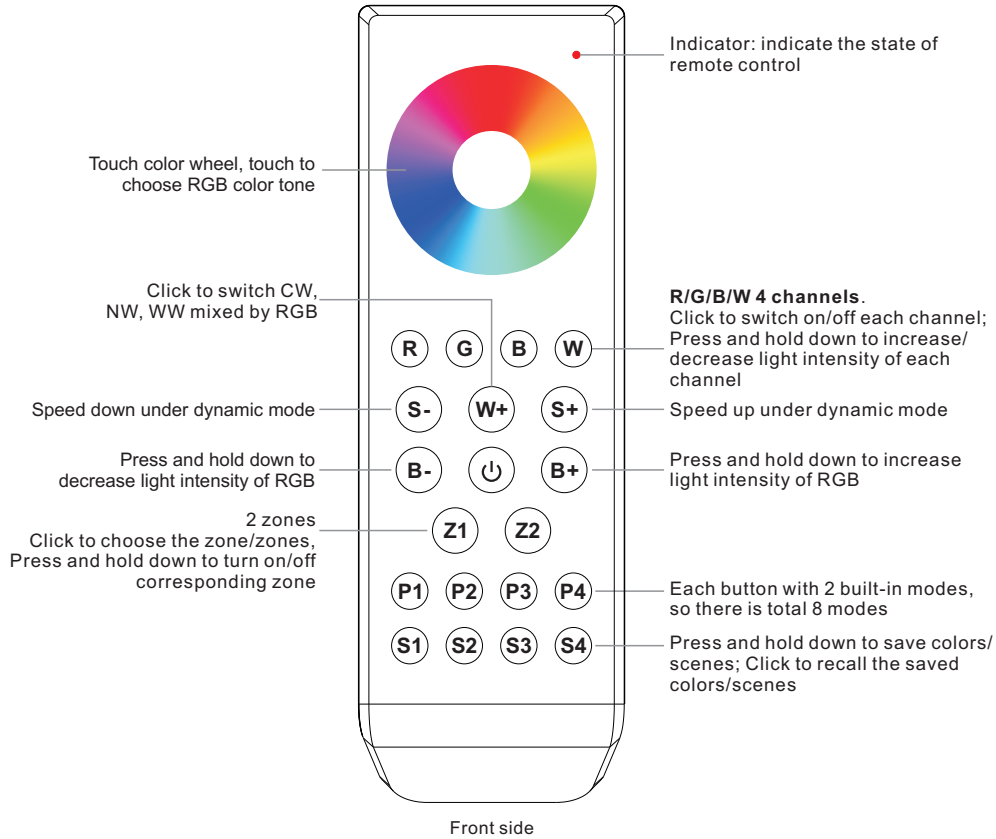 Indicator: indicate the state of
remote control
Touch color wheel, touch to
choose RGB color tone
Click to switch CW,
NW, WW mixed by RGB
R/G/B/W 4 channels.
Click to switch on/off each channel;
Press and hold down to increase/
decrease light intensity of each
channel
R G B W
Speed down under dynamic mode
S- W+ S+
Speed up under dynamic mode
Press and hold down to
decrease light intensity of RGB
B- B+
Press and hold down to increase
light intensity of RGB
2 zones
Click to choose the zone/zones,
Press and hold down to turn on/off
corresponding zone
Z1 Z2
P1 P2 P3 P4
Each button with 2 built-in modes,
so there is total 8 modes
S1 S2 S3 S4
Press and hold down to save colors/
scenes; Click to recall the saved
colors/scenes
Front side